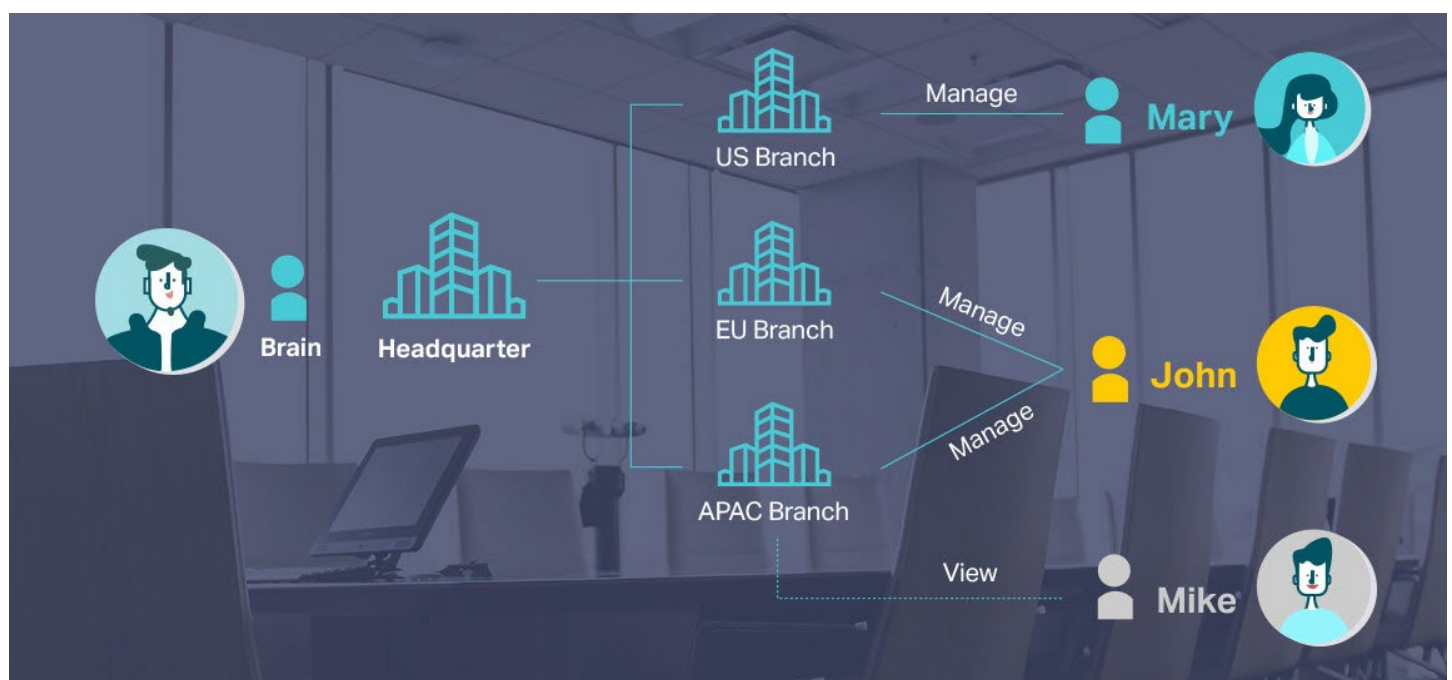 Manage
Mary
US Branch
Manage
EU Branch
Brain
Headquarter
John
Manage
APAC Branch
View
Mike